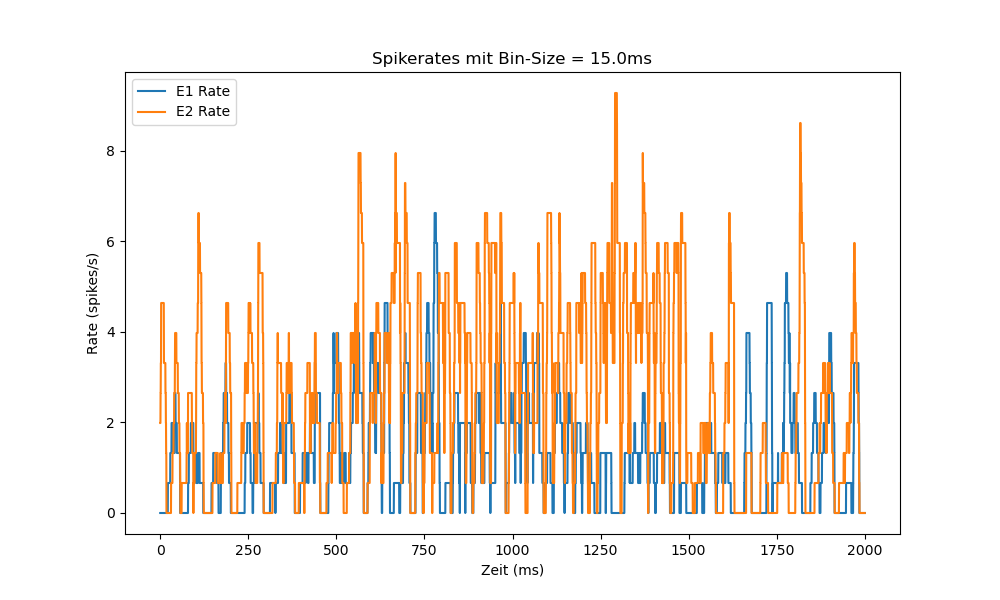 Spikerates mit Bin-Size = 15.0ms
E1 Rate
E2 Rate
8
6
4
2
0
Rate (spikes/s)
0 250 500 750 1000 1250 1500 1750 2000
Zeit (ms)